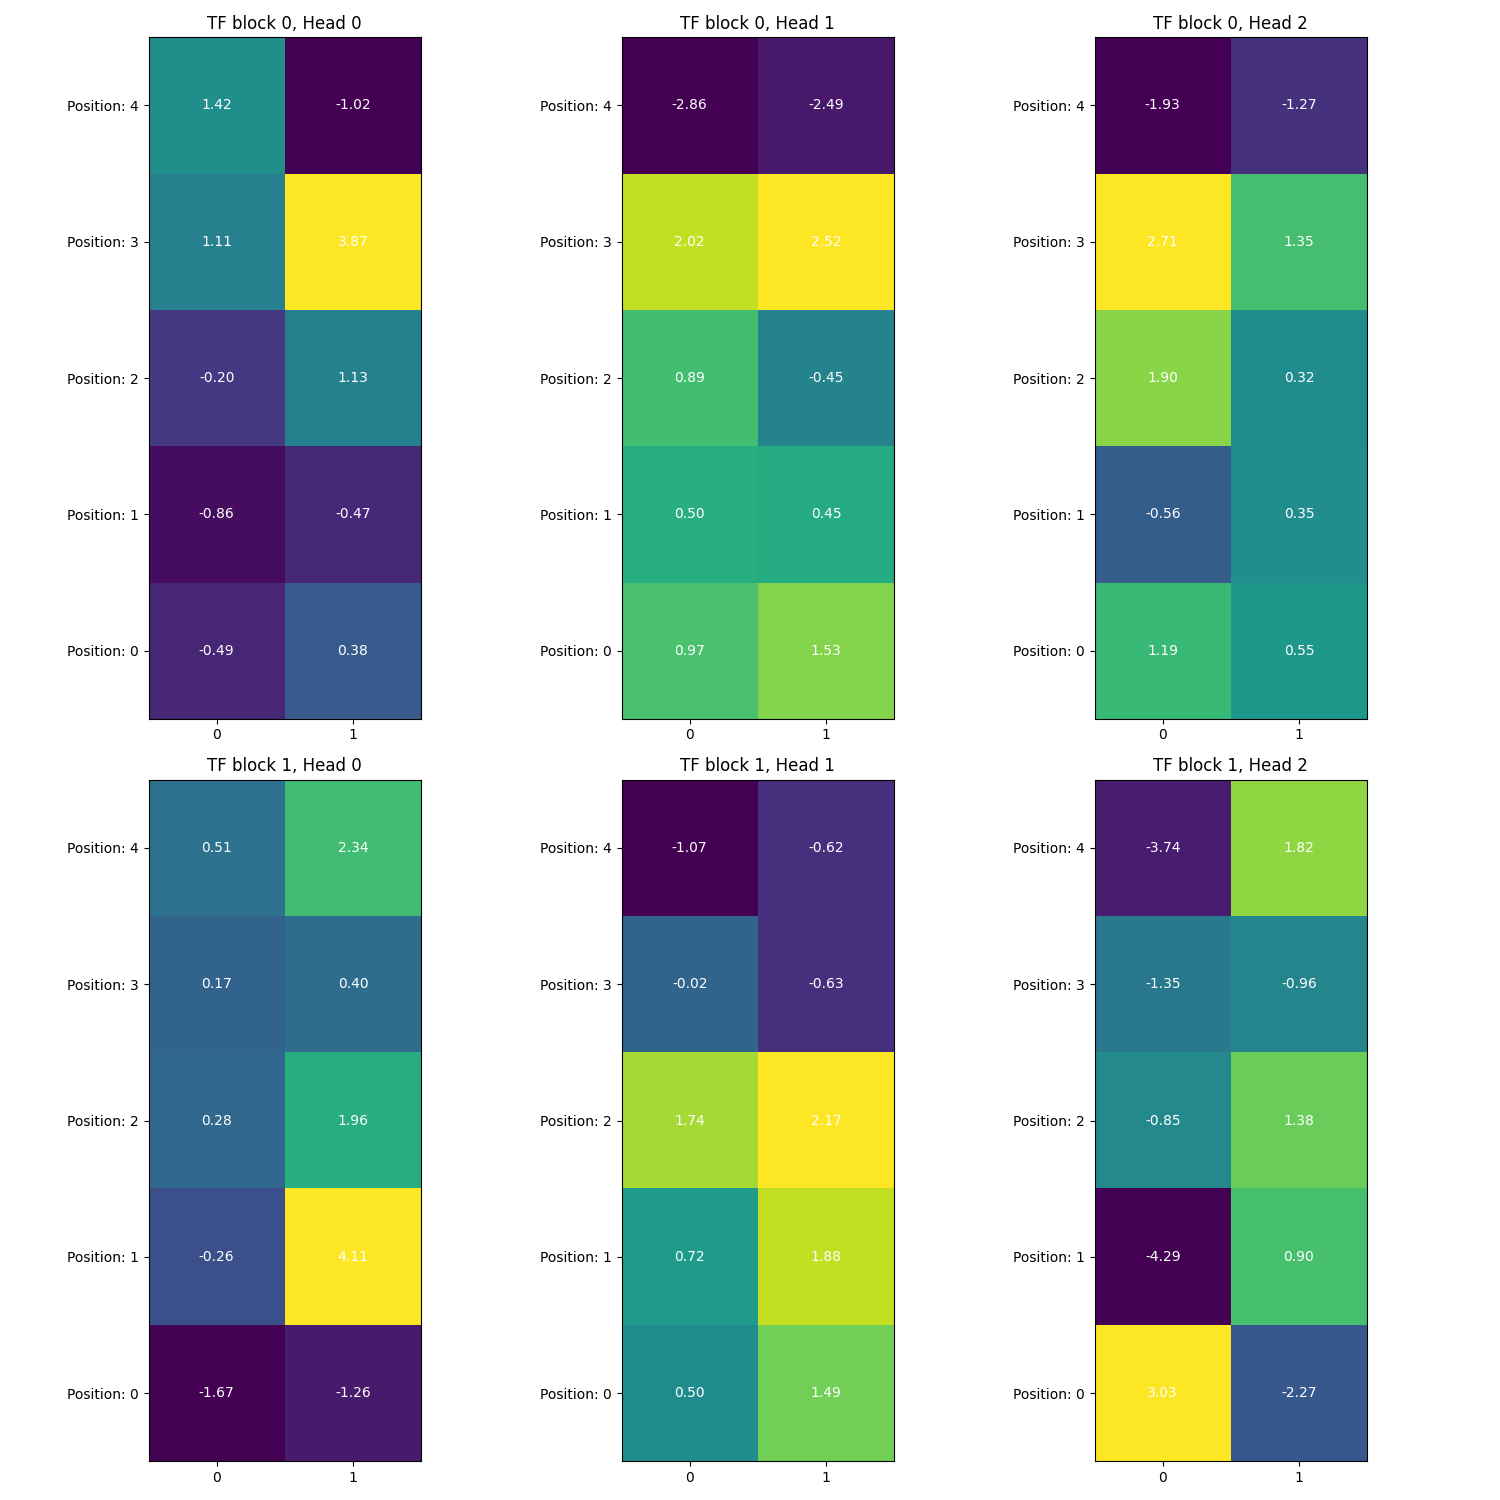 TF block 0, Head 0
TF block 0, Head 1
TF block 0, Head 2
Position: 4 1.42 -1.02
Position: 4 -2.86 -2.49
Position: 4 -1.93 -1.27
Position: 3 1.11 3.87
Position: 3 2.02 2.52
Position: 3 2.71 1.35
Position: 2 -0.20 1.13
Position: 2 0.89 -0.45
Position: 2 1.90 0.32
Position: 1 -0.86 -0.47
Position: 1 0.50 0.45
Position: 1 -0.56 0.35
Position: 0 -0.49 0.38
Position: 0 0.97 1.53
Position: 0 1.19 0.55
0 1
0 1
0 1
TF block 1, Head 0
TF block 1, Head 1
TF block 1, Head 2
Position: 4 0.51 2.34
Position: 4 -1.07 -0.62
Position: 4 -3.74 1.82
Position: 3 0.17 0.40
Position: 3 -0.02 -0.63
Position: 3 -1.35 -0.96
Position: 2 0.28 1.96
Position: 2 1.74 2.17
Position: 2 -0.85 1.38
Position: 1 -0.26 4.11
Position: 1 0.72 1.88
Position: 1 -4.29 0.90
Position: 0 -1.67 -1.26
Position: 0 0.50 1.49
Position: 0 3.03 -2.27
0 1
0 1
0 1